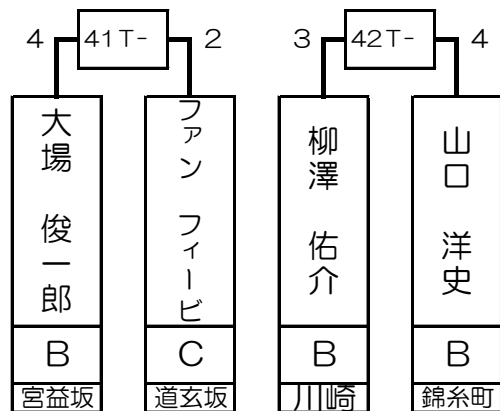 4 41T- 2
3 42T- 4
大場 俊一郎
ファン フィービ
柳澤 佑介
山口 洋史
B
C
B
B
宮益坂
道玄坂
川崎
錦糸町